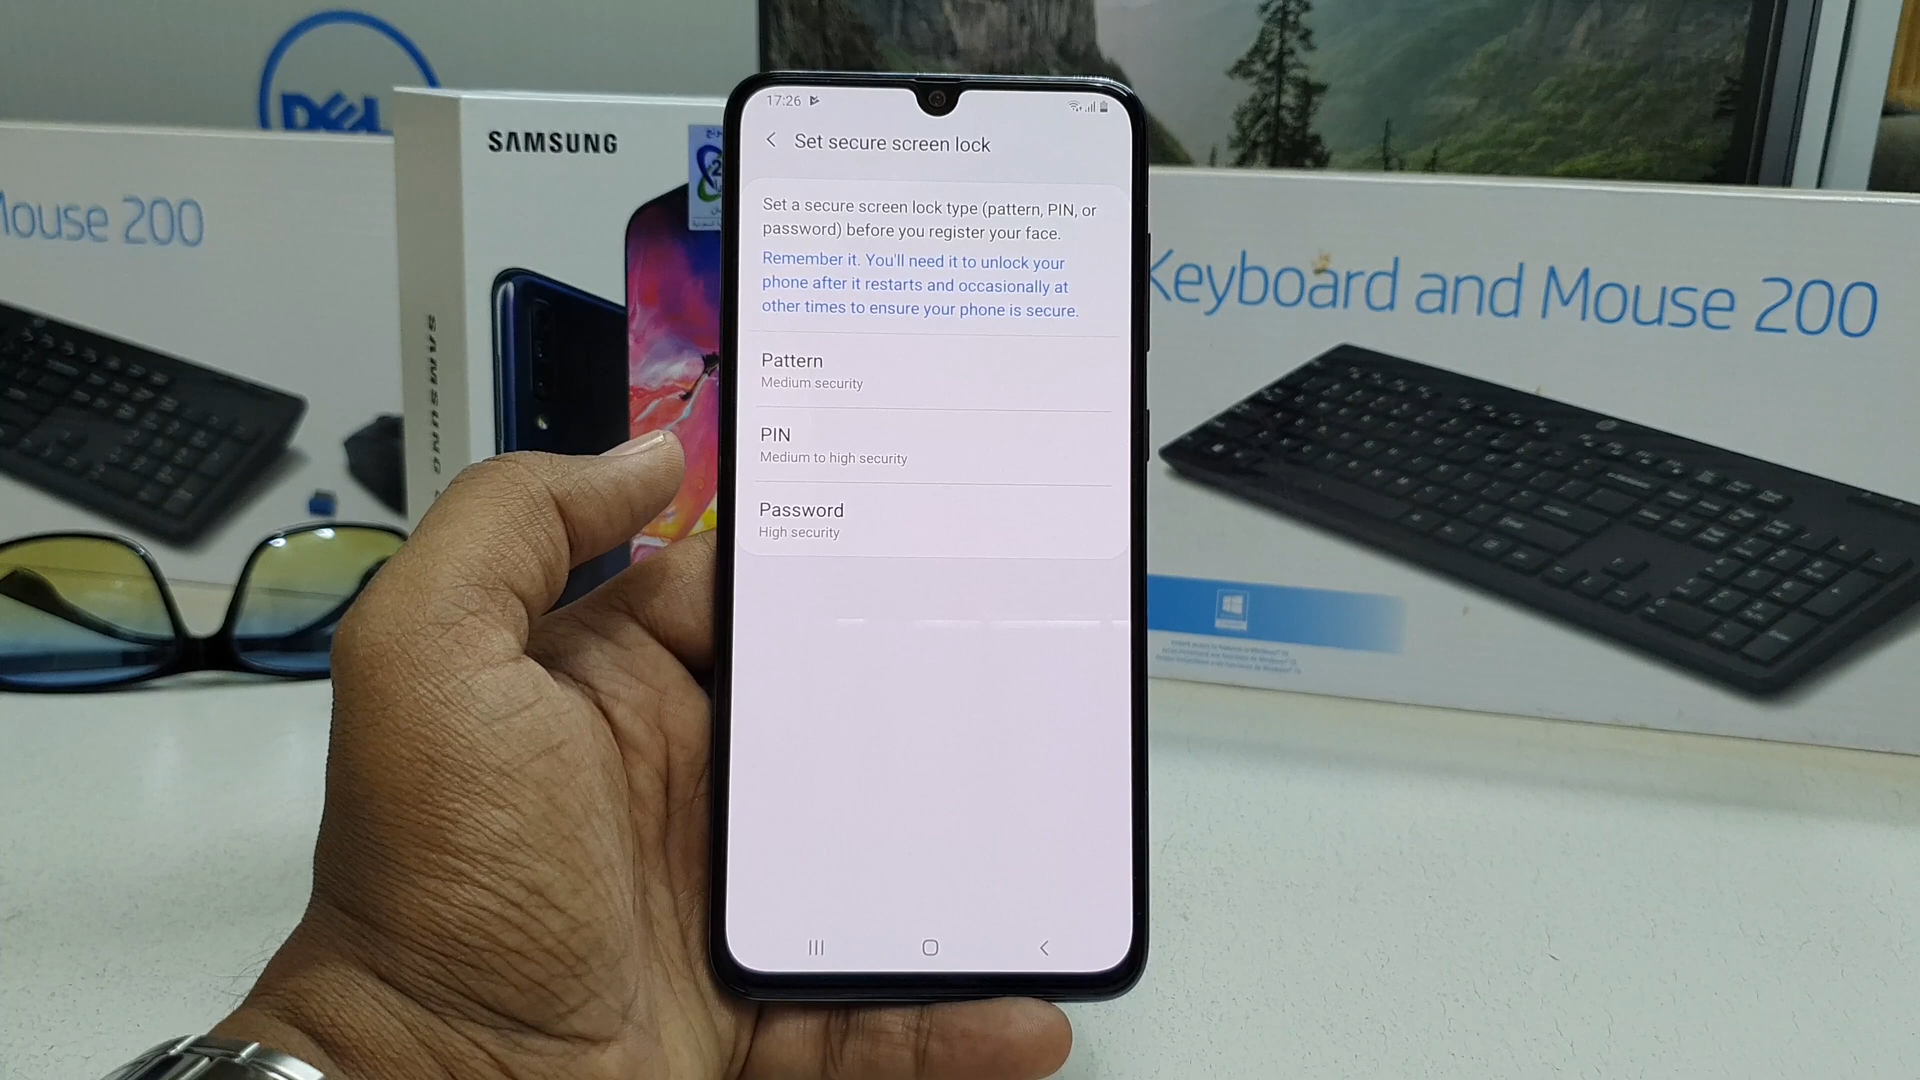 DELL
SAMSUNG
SAMSUNG
Mouse 200
17:26
Set secure screen lock
Set a secure screen lock type (pattern, PIN, or
password) before you register your face.
Remember it. You'll need it to unlock your
phone after it restarts and occasionally at
other times to ensure your phone is secure.
Pattern
Medium security
PIN
Medium to high security
Password
High security
Keyboard and Mouse 200